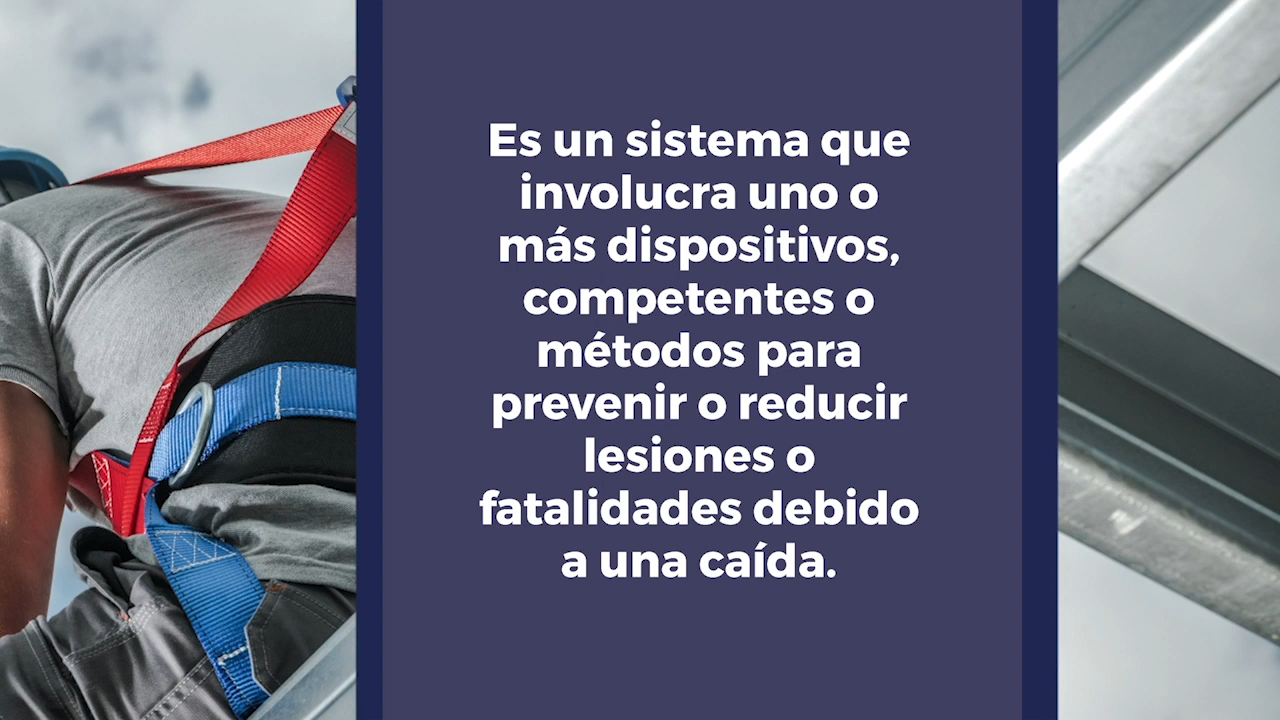 Es un sistema que
involucra uno o
más dispositivos,
competentes o
métodos para
prevenir o reducir
lesiones o
fatalidades debido
a una caída.